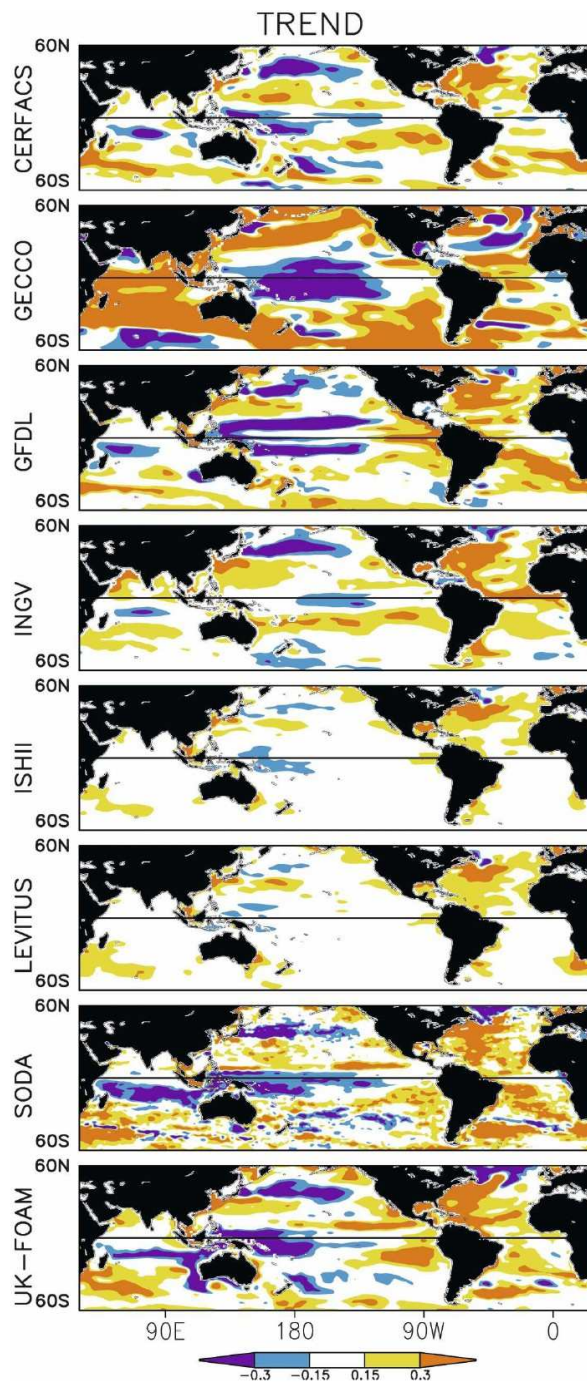 TREND
60N
CERFACS
60S
60N
GECCO
60S
60N
GFDL
60S
60N
INGV
60S
60N
ISHII
60S
60N
LEVITUS
60S
60N
SODA
60S
60N
UK-FOAM
60S
90E 180 90W 0
-0.3 -0.15 0.15 0.3